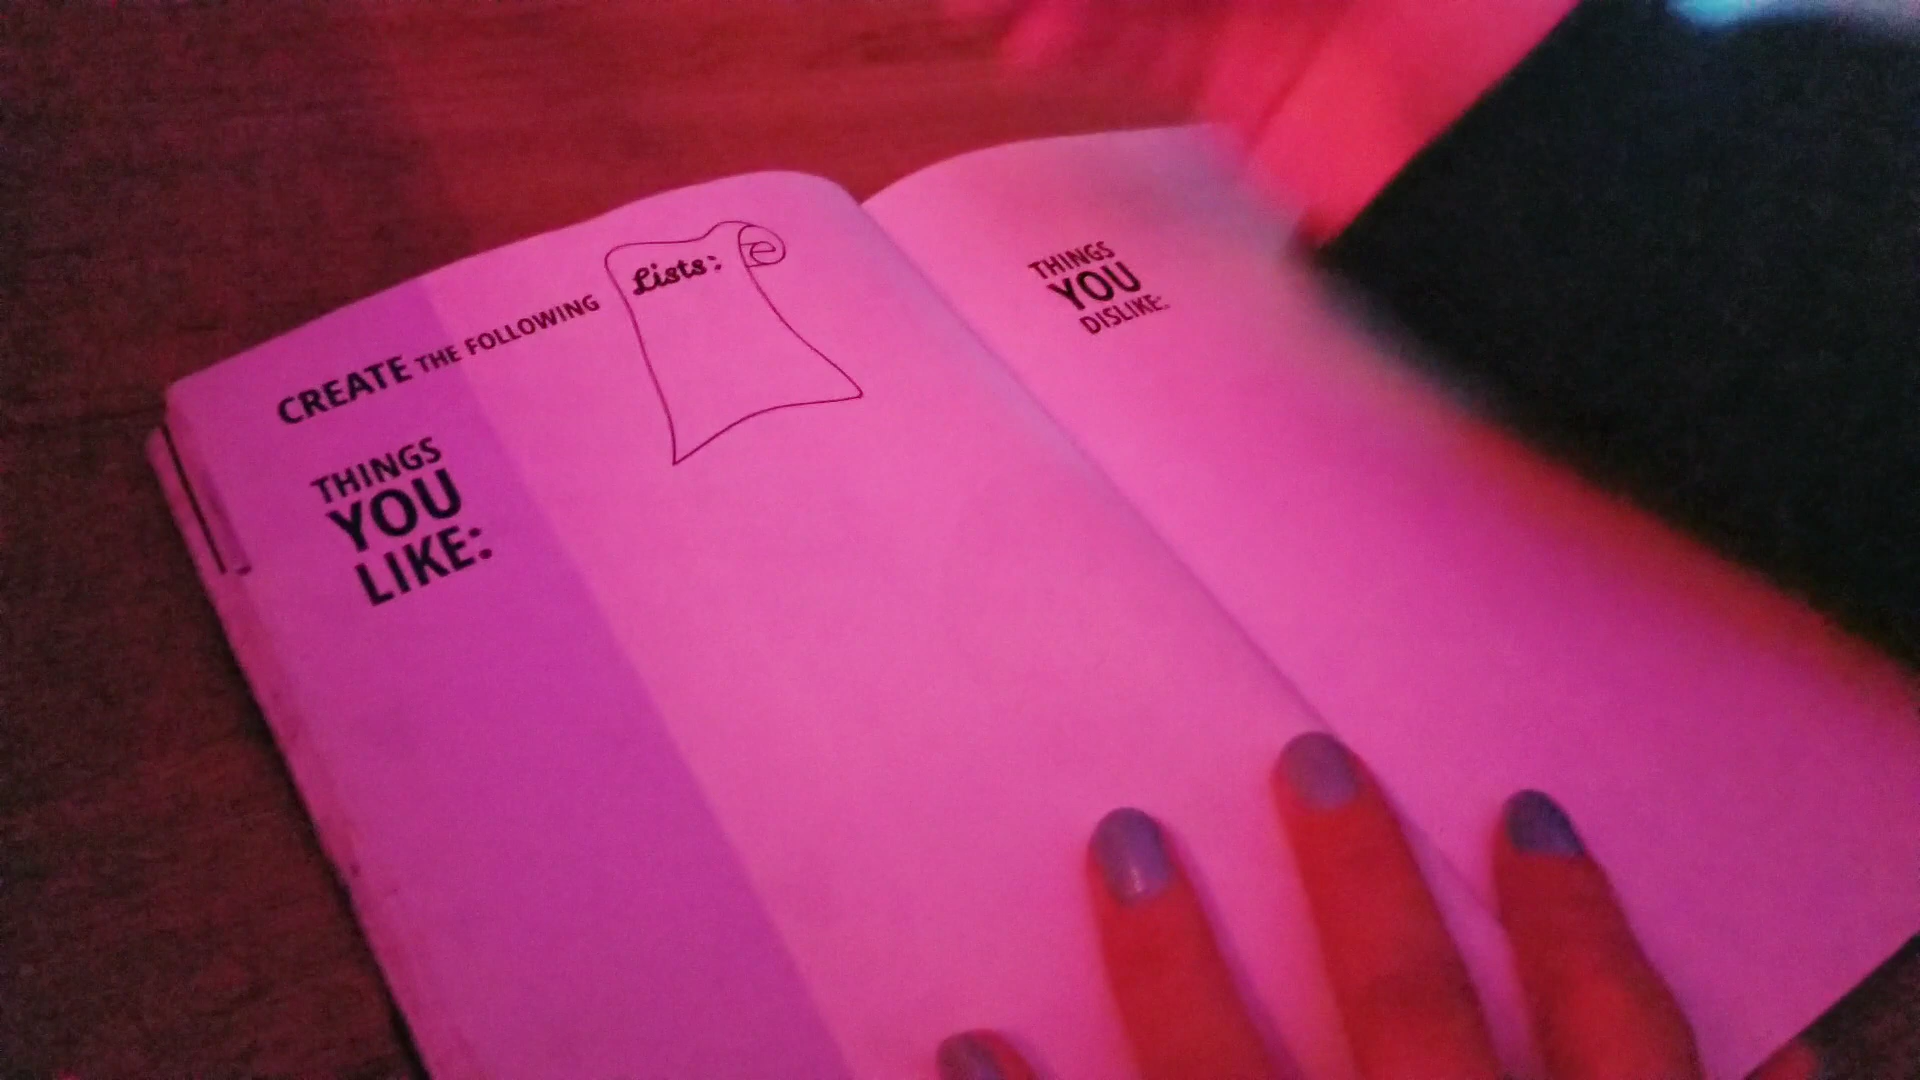 CREATE THE FOLLOWING Lists:
THINGS
YOU
LIKE:
THINGS
YOU
DISLIKE: